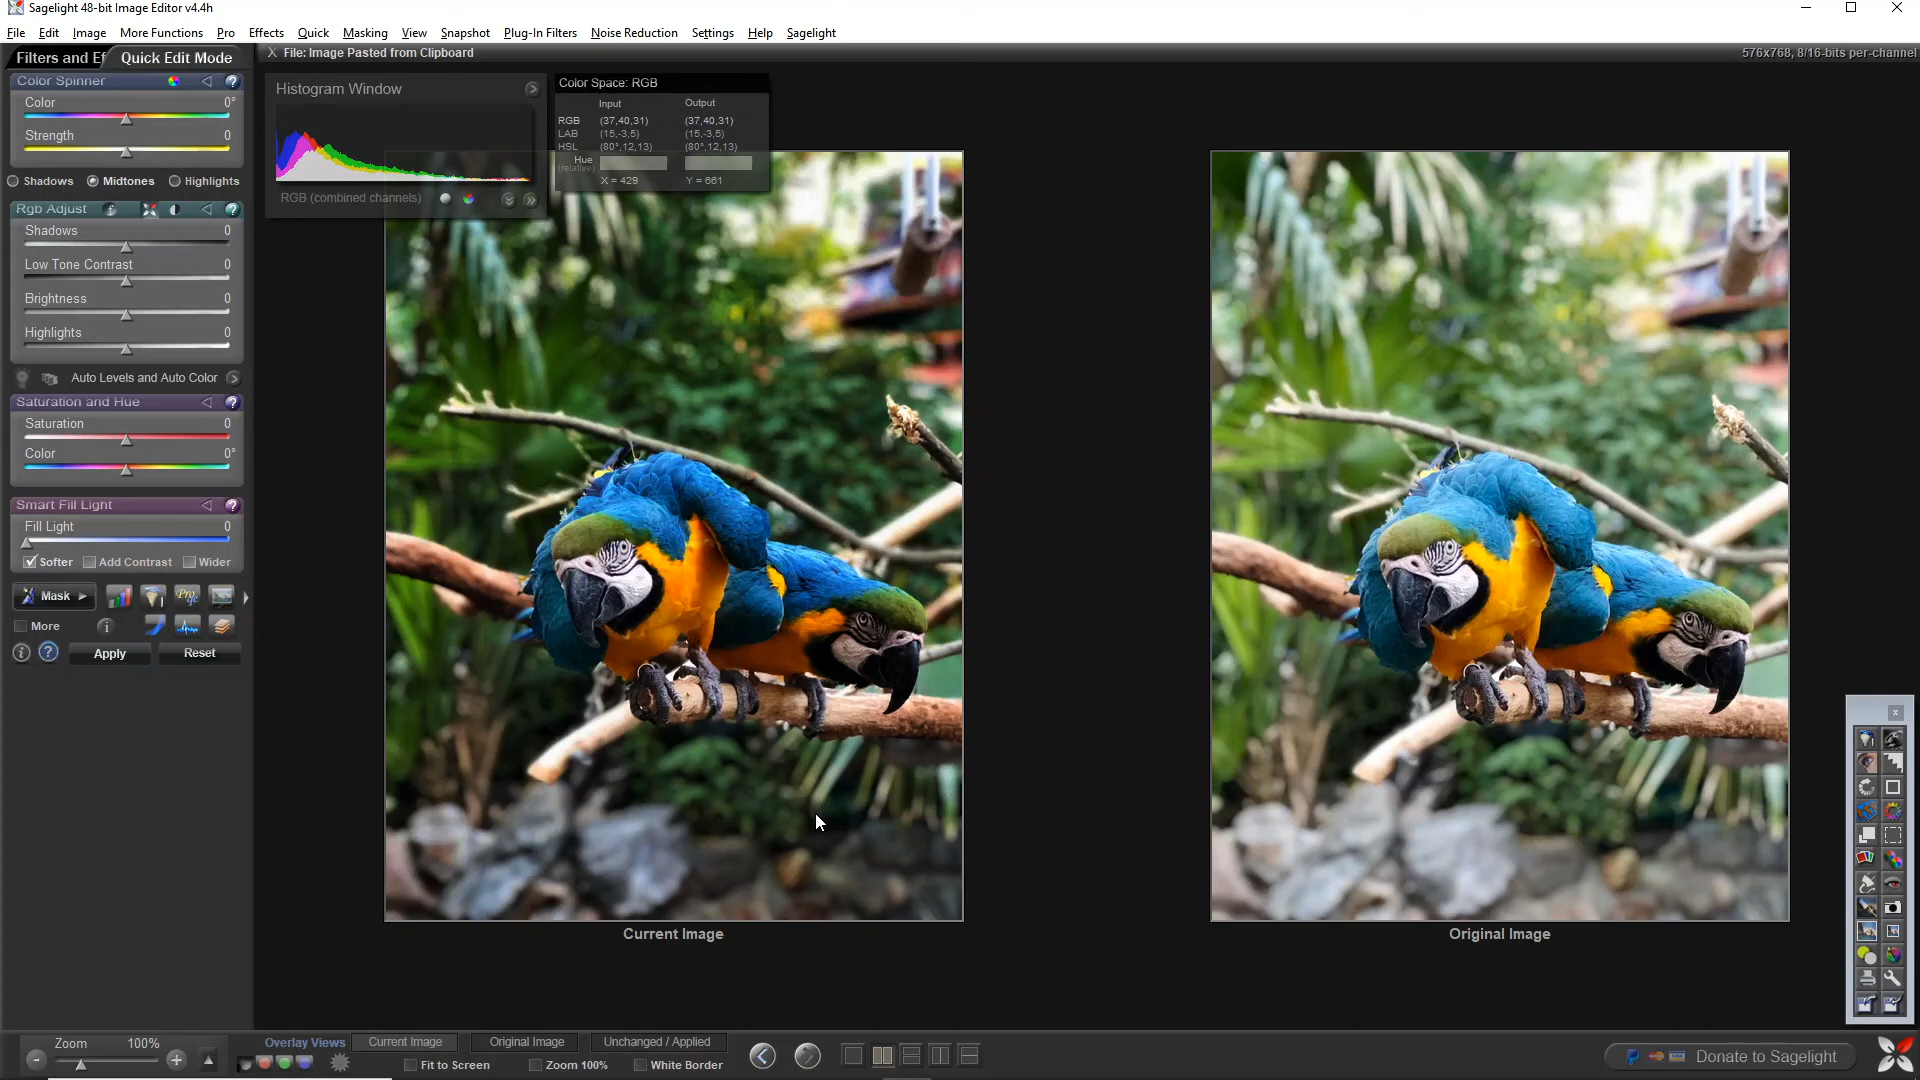 Sagelight 48-bit Image Editor v4.4h
File Edit Image More Functions Pro Effects Quick Masking View Snapshot Plug-In Filters Noise Reduction Settings Help Sagelight
Filters and Ef Quick Edit Mode
X File: Image Pasted from Clipboard
576x768, 8/16-bits per-channel
Color Spinner
Color 0°
Strength 0
Shadows Midtones Highlights
Rgb Adjust
Shadows 0
Low Tone Contrast 0
Brightness 0
Highlights 0
Auto Levels and Auto Color
Saturation and Hue
Saturation 0
Color 0°
Smart Fill Light
Fill Light 0
Softer Add Contrast Wider
Mask
More
Apply Reset
Histogram Window
RGB (combined channels)
Color Space: RGB
Input Output
RGB (37,40,31) (37,40,31)
LAB (15,-3,5) (15,-3,5)
HSL (80°,12,13) (80°,12,13)
Hue
(relative)
X = 429 Y = 661
Current Image
Original Image
Zoom 100%
Overlay Views Current Image Original Image Unchanged / Applied
Fit to Screen Zoom 100% White Border
Donate to Sagelight